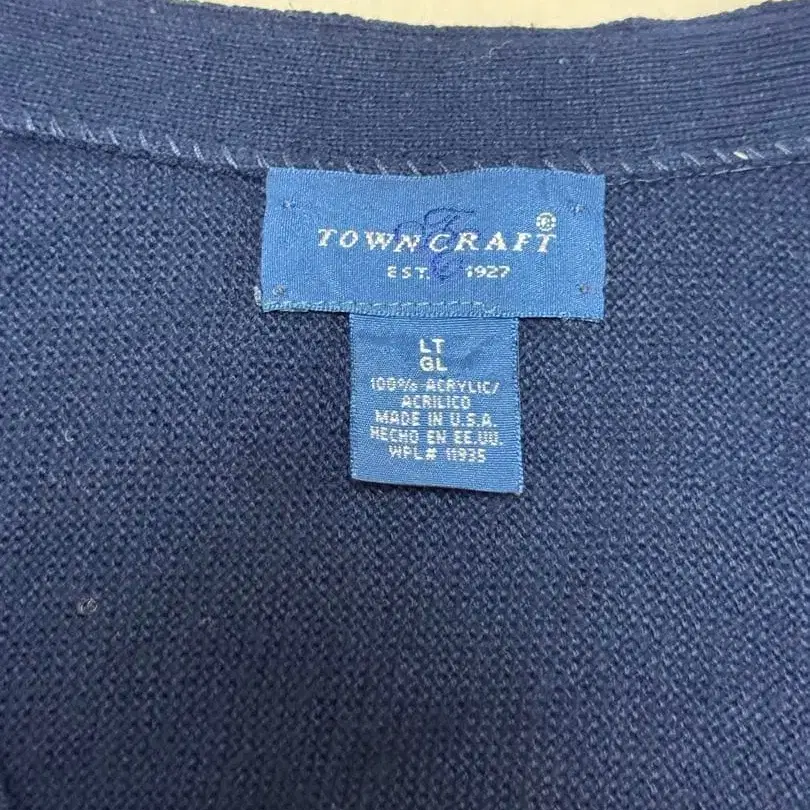 TOWNCRAFT®
EST. 1927
LT
GL
100% ACRYLIC/
ACRILICO
MADE IN U.S.A.
HECHO EN EE.UU.
WPL# 11935